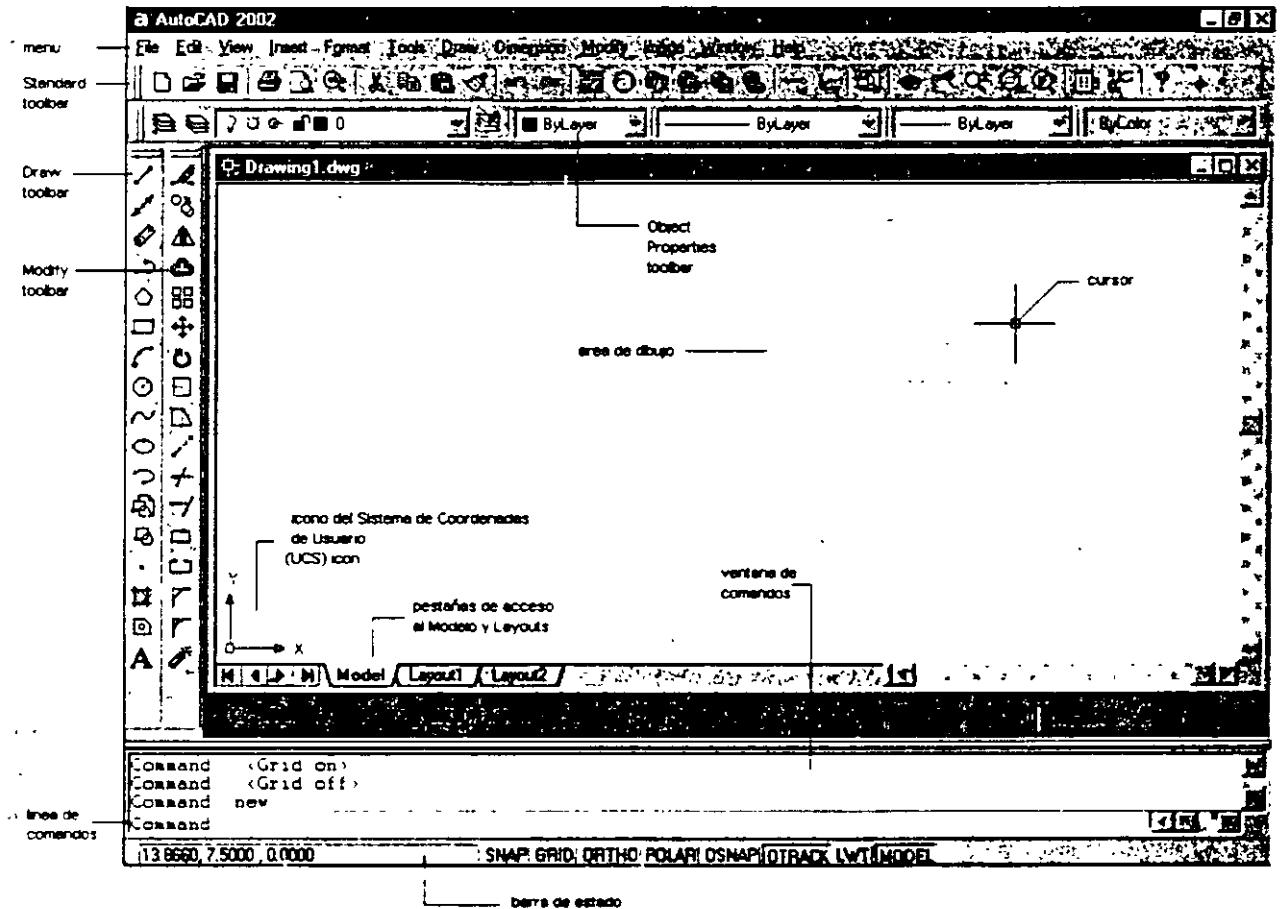 AutoCAD 2002
menu
File Edit View Insert Format Tools Draw Dimension Modify Image Window Help
Standard
toolbar
0
ByLayer
ByLayer
ByLayer
ByColor
Draw
toolbar
Drawing1.dwg
Object
Properties
toolbar
Modify
toolbar
cursor
area de dibujo
icono del Sistema de Coordenadas
de Usuario
(UCS) icon
ventana de
comandos
pestañas de acceso
al Modelo y Layouts
Y
X
A
Model Layout1 Layout2
Command <Grid on>
Command <Grid off>
Command new
linea de
comandos
Command
13.8660, 7.5000 , 0.0000
SNAP GRID ORTHO POLAR OSNAP OTRACK LWT MODEL
barra de estado